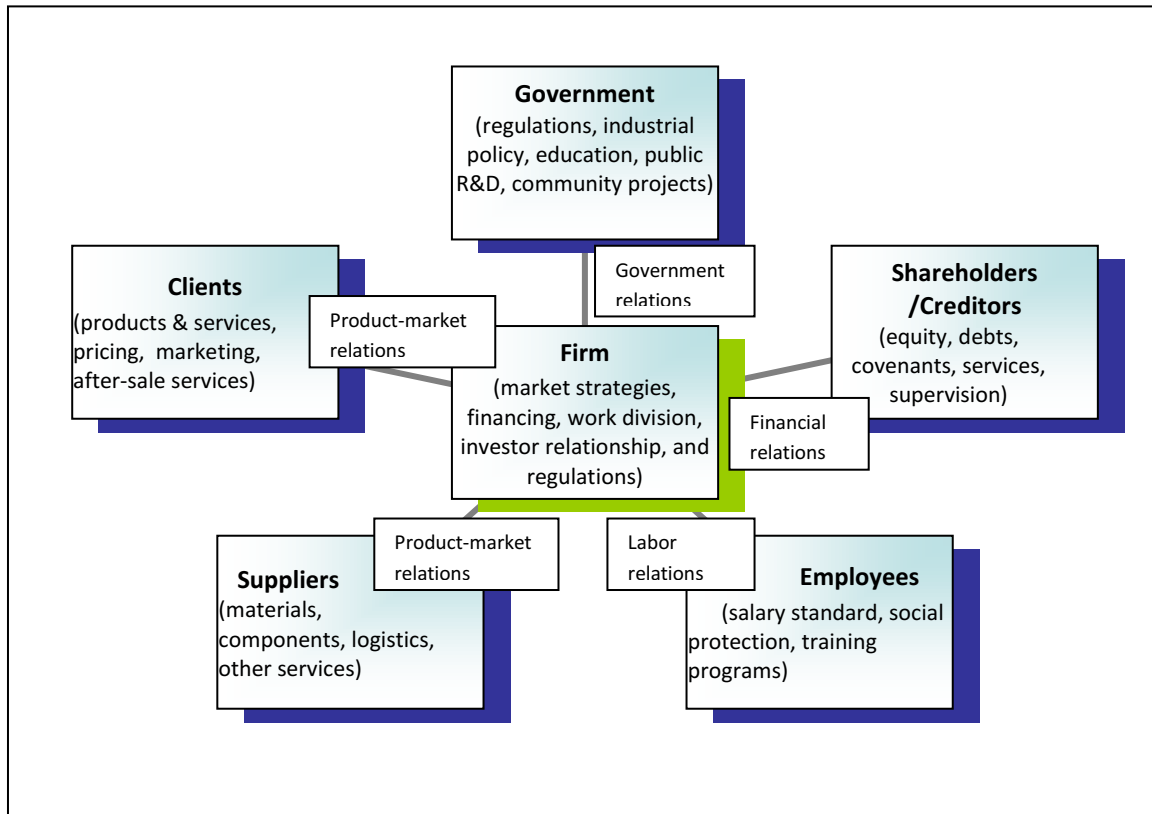 Government
(regulations, industrial
policy, education, public
R&D, community projects)
Government
relations
Clients
(products & services,
pricing, marketing,
after-sale services)
Product-market
relations
Shareholders
/Creditors
(equity, debts,
covenants, services,
supervision)
Firm
(market strategies,
financing, work division,
investor relationship, and
regulations)
Financial
relations
Product-market
relations
Labor
relations
Suppliers
(materials,
components, logistics,
other services)
Employees
(salary standard, social
protection, training
programs)